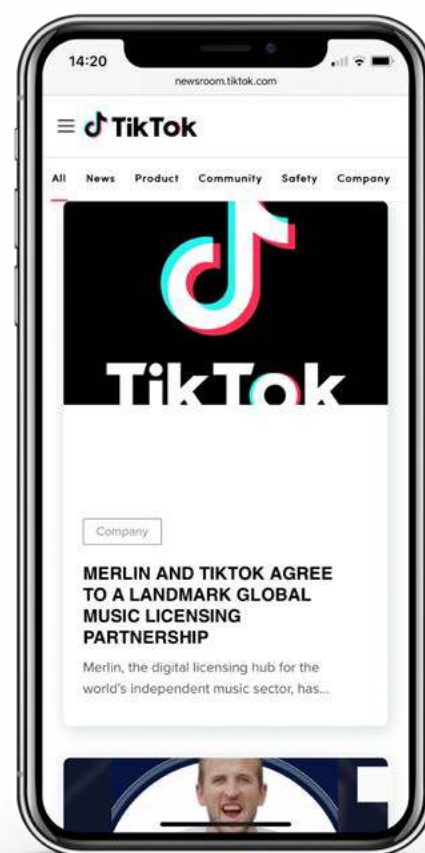 14:20
newsroom.tiktok.com
TikTok
All News Product Community Safety Company
TikTok
Company
MERLIN AND TIKTOK AGREE
TO A LANDMARK GLOBAL
MUSIC LICENSING
PARTNERSHIP
Merlin, the digital licensing hub for the
world's independent music sector, has...